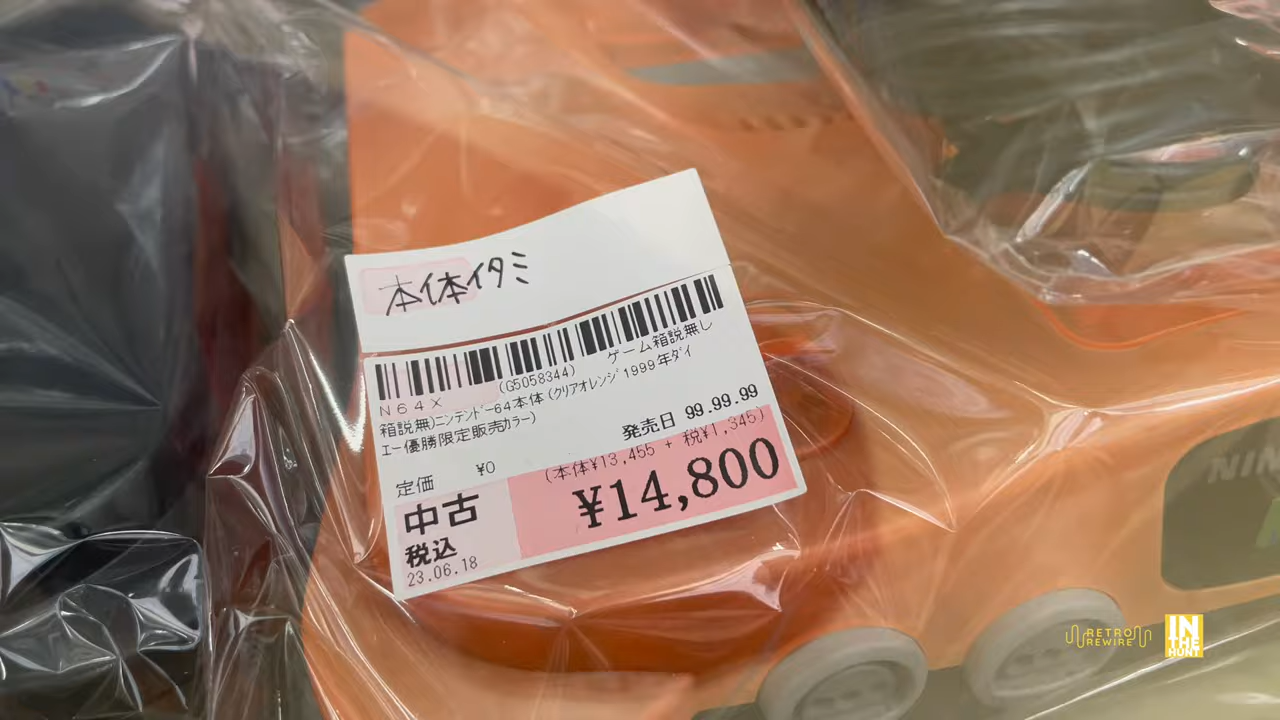 本体イタミ
ゲーム箱説無し
(G5058344)
N64X
箱説無)ニンテンドー64本体(クリアオレンジ 1999年ダイ
エー優勝限定販売カラー)
発売日 99.99.99
定価 ¥0
(本体¥13,455 + 税¥1,345)
中古
¥14,800
税込
23.06.18
NIN
RETRO
REWIRE
IN
THE
HUNT